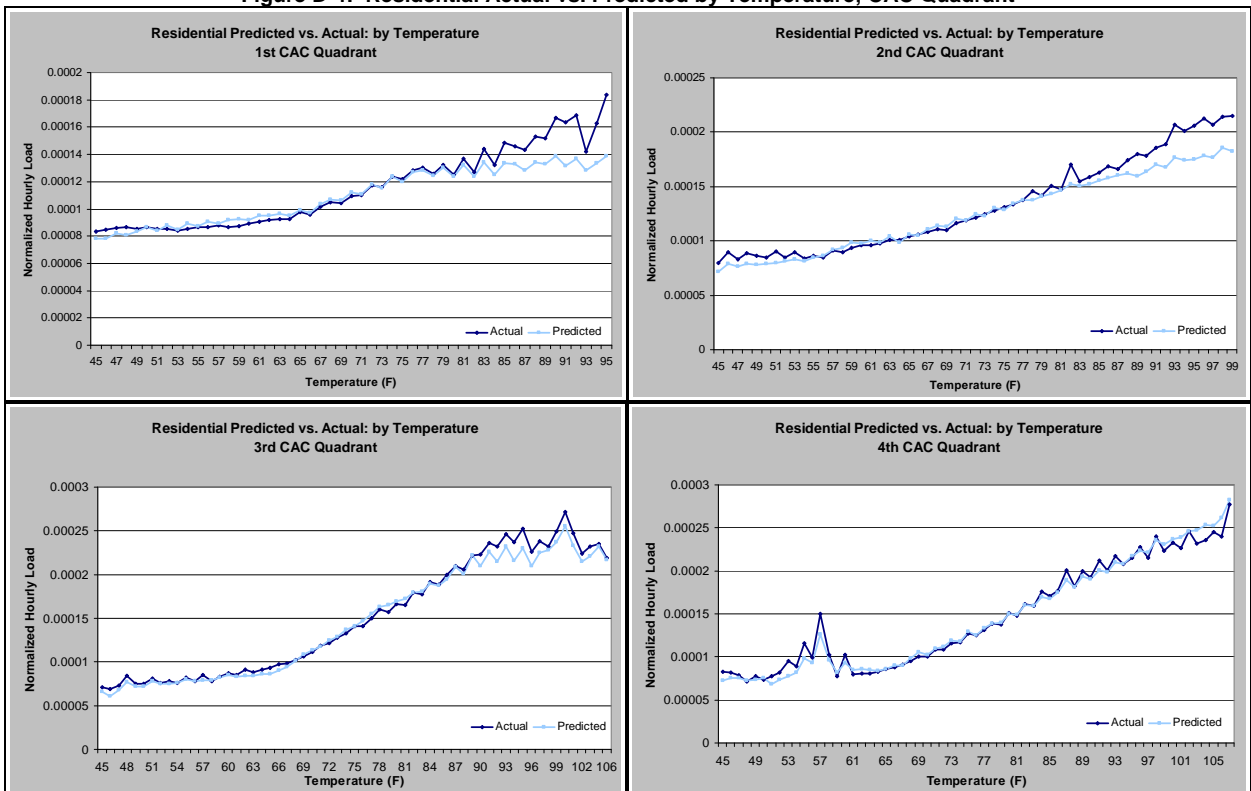 Figure D-4: Residential Actual vs. Predicted by Temperature, CAC Quadrant
Residential Predicted vs. Actual: by Temperature
1st CAC Quadrant
Normalized Hourly Load
0.0002
0.00018
0.00016
0.00014
0.00012
0.0001
0.00008
0.00006
0.00004
0.00002
0
Actual Predicted
45 47 49 51 53 55 57 59 61 63 65 67 69 71 73 75 77 79 81 83 85 87 89 91 93 95
Temperature (F)
Residential Predicted vs. Actual: by Temperature
2nd CAC Quadrant
Normalized Hourly Load
0.00025
0.0002
0.00015
0.0001
0.00005
0
Actual Predicted
45 47 49 51 53 55 57 59 61 63 65 67 69 71 73 75 77 79 81 83 85 87 89 91 93 95 97 99
Temperature (F)
Residential Predicted vs. Actual: by Temperature
3rd CAC Quadrant
Normalized Hourly Load
0.0003
0.00025
0.0002
0.00015
0.0001
0.00005
0
Actual Predicted
45 48 51 54 57 60 63 66 69 72 75 78 81 84 87 90 93 96 99 102 106
Temperature (F)
Residential Predicted vs. Actual: by Temperature
4th CAC Quadrant
Normalized Hourly Load
0.0003
0.00025
0.0002
0.00015
0.0001
0.00005
0
Actual Predicted
45 49 53 57 61 65 69 73 77 81 85 89 93 97 101 105
Temperature (F)